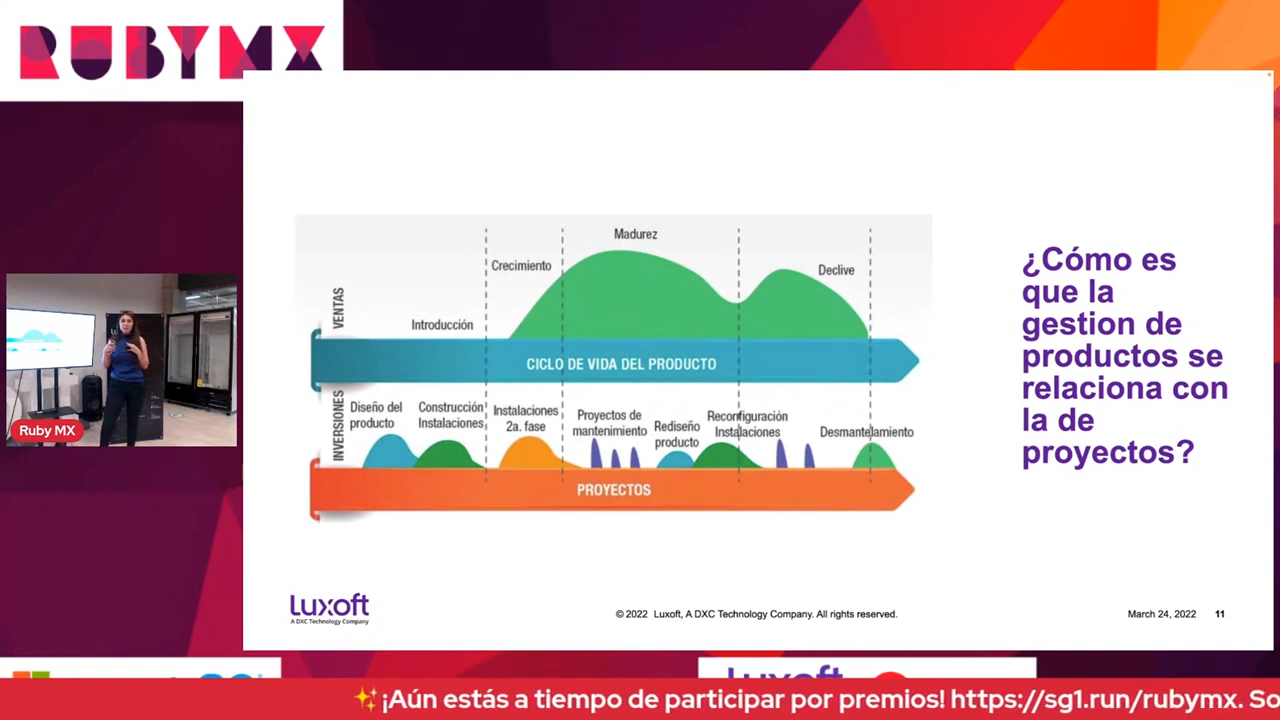 RUBYMX
Madurez
Crecimiento
Declive
VENTAS
Introducción
CICLO DE VIDA DEL PRODUCTO
INVERSIONES
Diseño del
producto
Construcción
Instalaciones
Instalaciones
2a. fase
Proyectos de
mantenimiento
Rediseño
producto
Reconfiguración
Instalaciones
Desmantelamiento
PROYECTOS
¿Cómo es
que la
gestion de
productos se
relaciona con
la de
proyectos?
Ruby MX
Luxoft
A DXC Technology Company
© 2022 Luxoft, A DXC Technology Company. All rights reserved.
March 24, 2022 11
Luxoft
✨¡Aún estás a tiempo de participar por premios! https://sg1.run/rubymx. So